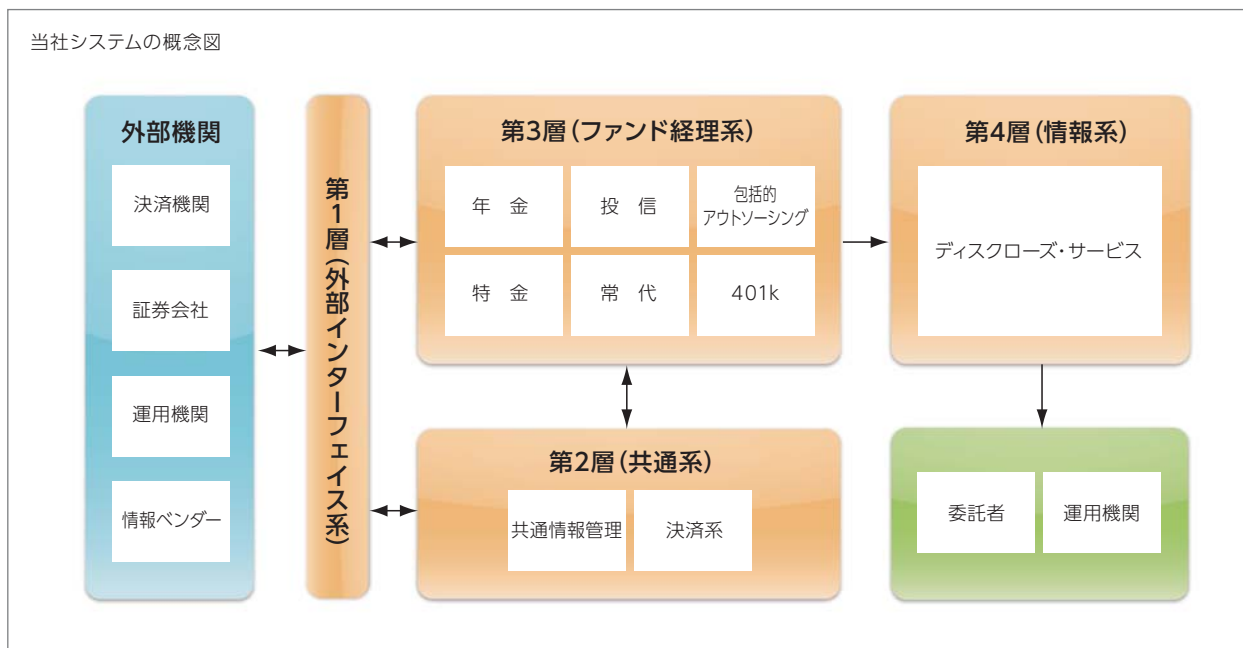 当社システムの概念図
外部機関
決済機関
証券会社
運用機関
情報ベンダー
第1層(外部インターフェイス系)
第3層(ファンド経理系)
年 金
投 信
包括的
アウトソーシング
特 金
常 代
401k
第2層(共通系)
共通情報管理
決済系
第4層(情報系)
ディスクローズ・サービス
委託者
運用機関